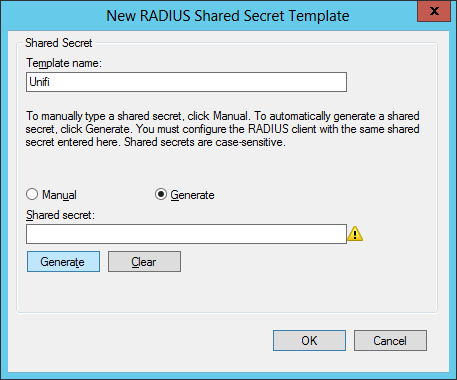 New RADIUS Shared Secret Template
x
Shared Secret
Template name:
Unifi
To manually type a shared secret, click Manual. To automatically generate a shared
secret, click Generate. You must configure the RADIUS client with the same shared
secret entered here. Shared secrets are case-sensitive.
Manual Generate
Shared secret:
Generate Clear
OK Cancel